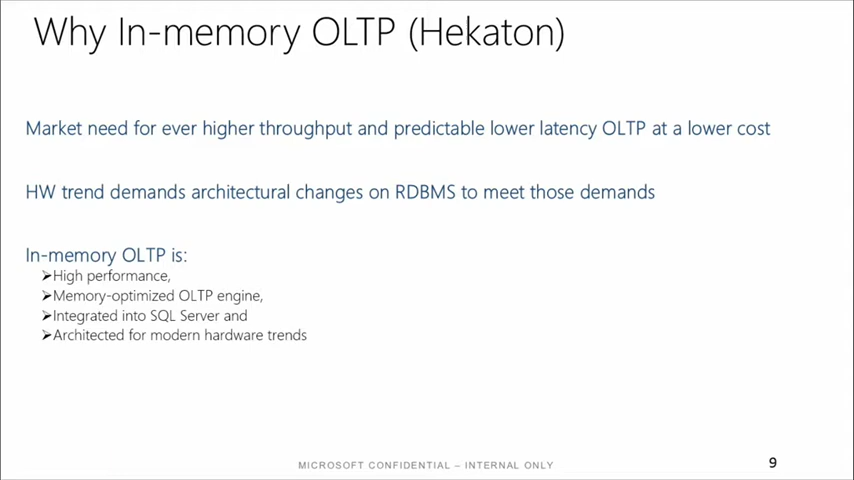 Why In-memory OLTP (Hekaton)
Market need for ever higher throughput and predictable lower latency OLTP at a lower cost
HW trend demands architectural changes on RDBMS to meet those demands
In-memory OLTP is:
➢High performance,
➢Memory-optimized OLTP engine,
➢Integrated into SQL Server and
➢Architected for modern hardware trends
MICROSOFT CONFIDENTIAL – INTERNAL ONLY
9